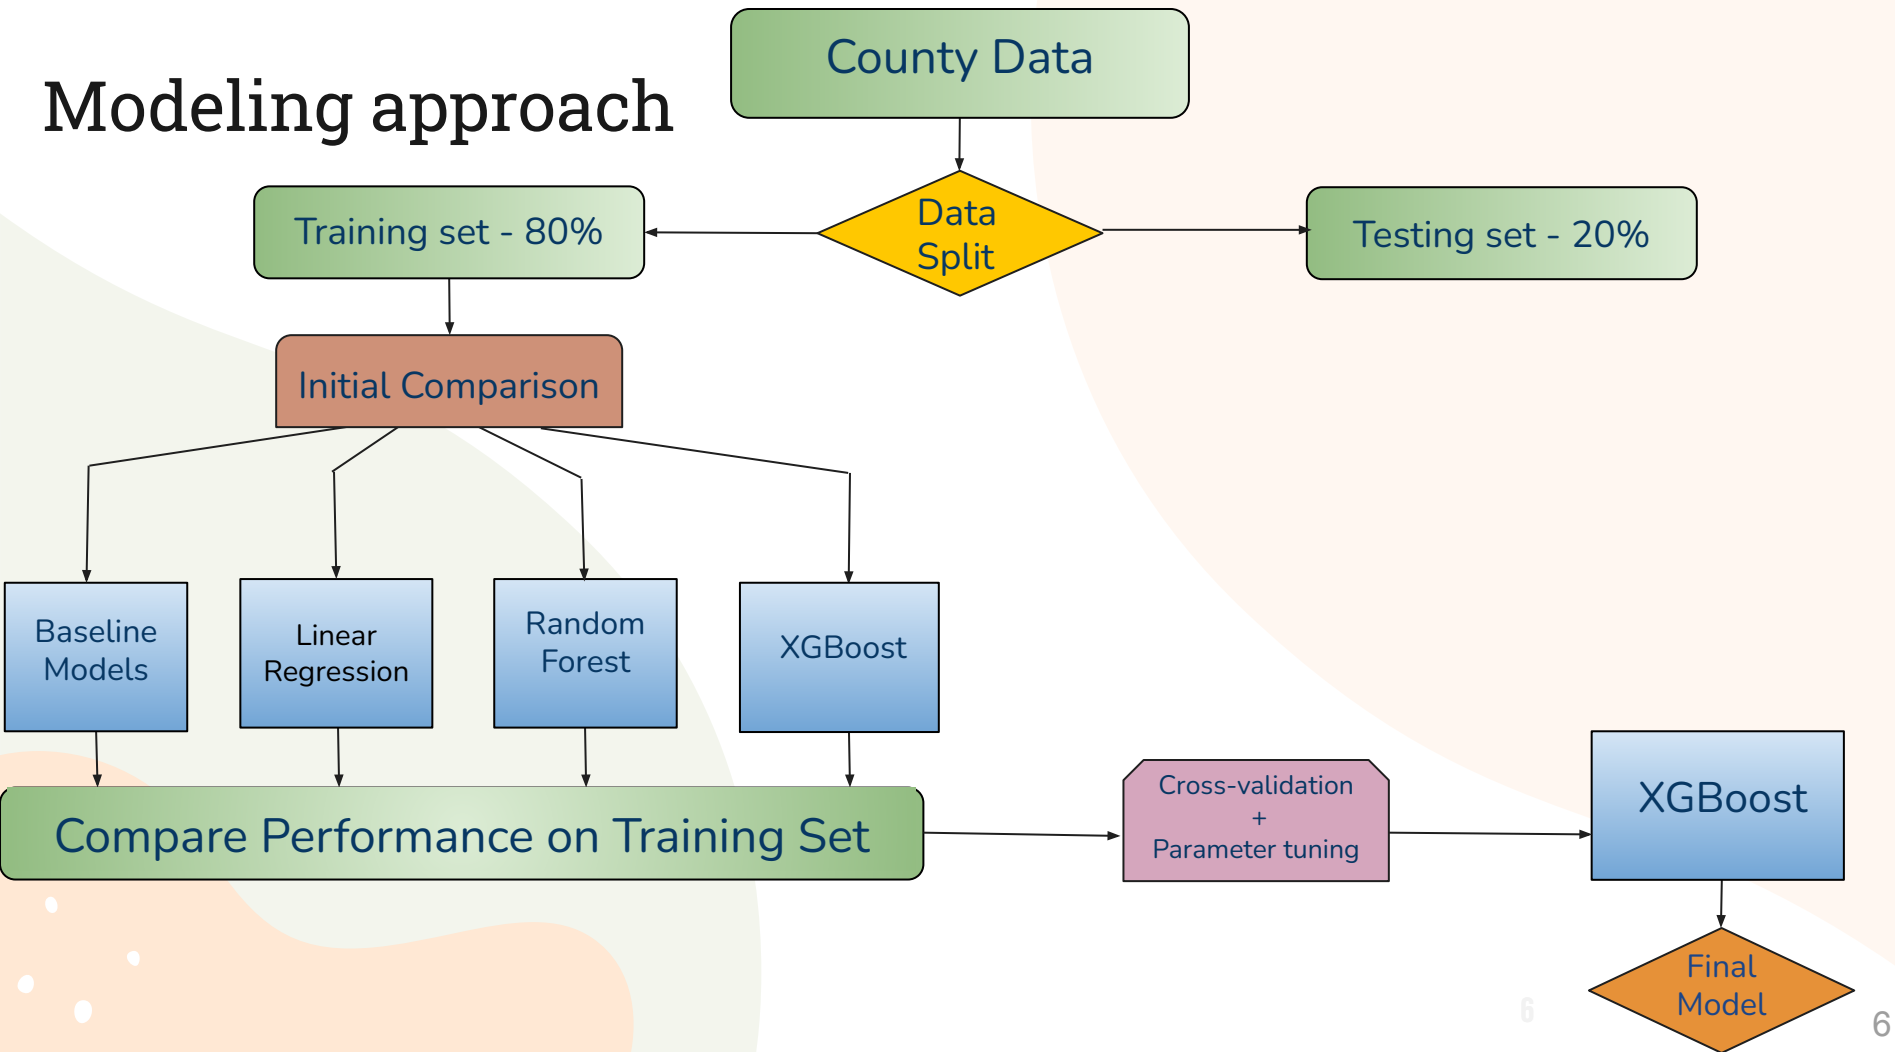 Modeling approach
County Data
Data
Split
Training set - 80%
Testing set - 20%
Initial Comparison
Baseline
Models
Linear
Regression
Random
Forest
XGBoost
Compare Performance on Training Set
Cross-validation
+
Parameter tuning
XGBoost
Final
Model
6
6